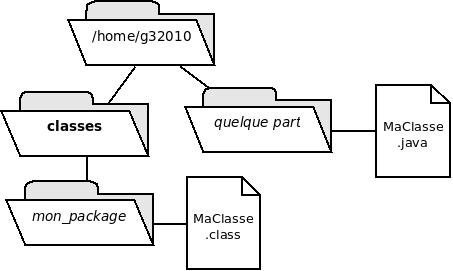 /home/g32010
classes
quelque part
MaClasse
.java
mon_package
MaClasse
.class